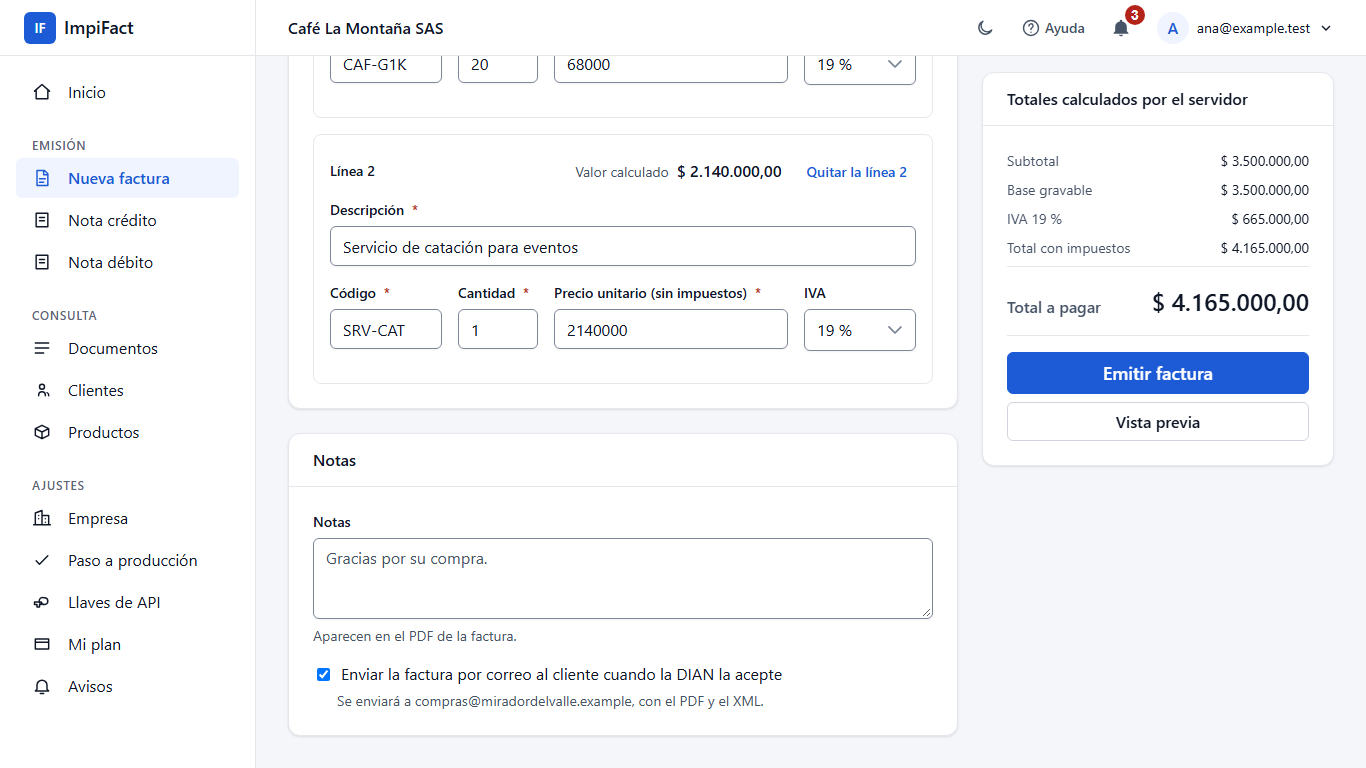 IF ImpiFact
Café La Montaña SAS
Ayuda
3
A ana@example.test
Inicio
EMISIÓN
Nueva factura
Nota crédito
Nota débito
CONSULTA
Documentos
Clientes
Productos
AJUSTES
Empresa
Paso a producción
Llaves de API
Mi plan
Avisos
CAF-G1K 20 68000 19 %
Línea 2 Valor calculado $ 2.140.000,00 Quitar la línea 2
Descripción *
Servicio de catación para eventos
Código * Cantidad * Precio unitario (sin impuestos) * IVA
SRV-CAT 1 2140000 19 %
Notas
Notas
Gracias por su compra.
Aparecen en el PDF de la factura.
Enviar la factura por correo al cliente cuando la DIAN la acepte
Se enviará a compras@miradordelvalle.example, con el PDF y el XML.
Totales calculados por el servidor
Subtotal $ 3.500.000,00
Base gravable $ 3.500.000,00
IVA 19 % $ 665.000,00
Total con impuestos $ 4.165.000,00
Total a pagar $ 4.165.000,00
Emitir factura
Vista previa